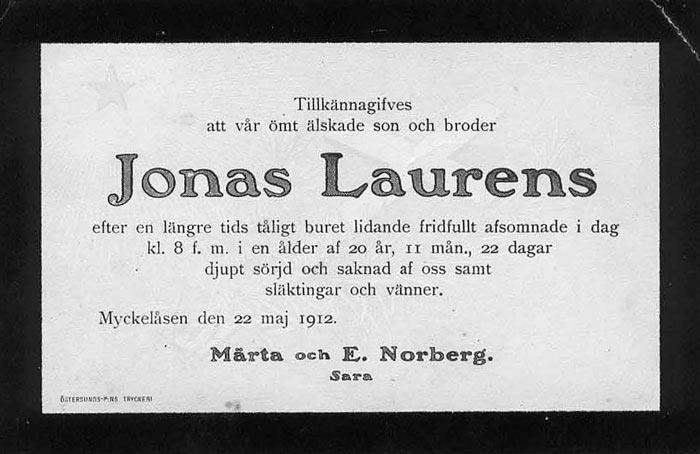 Tillkännagifves
att vår ömt älskade son och broder
Jonas Laurens
efter en längre tids tåligt buret lidande fridfullt afsomnade i dag
kl. 8 f. m. i en ålder af 20 år, 11 mån., 22 dagar
djupt sörjd och saknad af oss samt
släktingar och vänner.
Myckelåsen den 22 maj 1912.
Märta och E. Norberg.
Sara
ÖSTERSUNDS-P:NS TRYCKERI